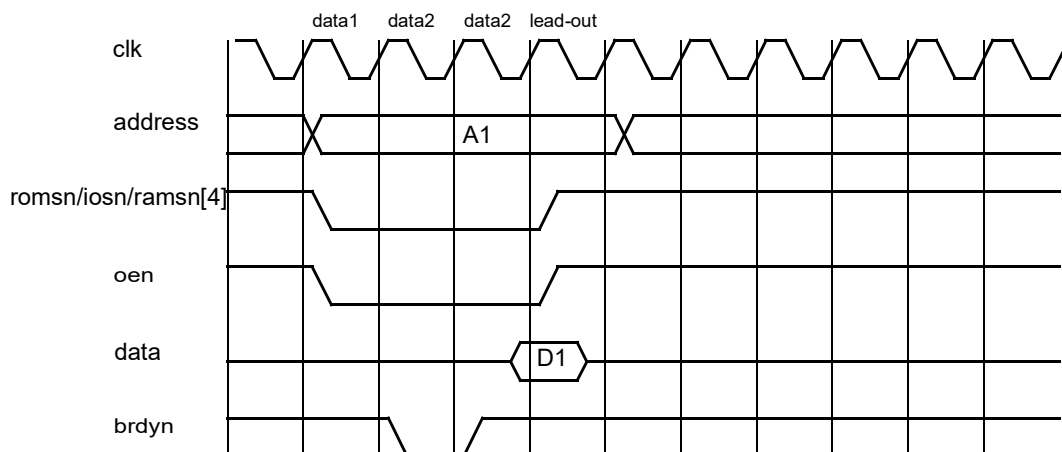 data1 data2 data2 lead-out
clk
address
A1
romsn/iosn/ramsn[4]
oen
data
D1
brdyn